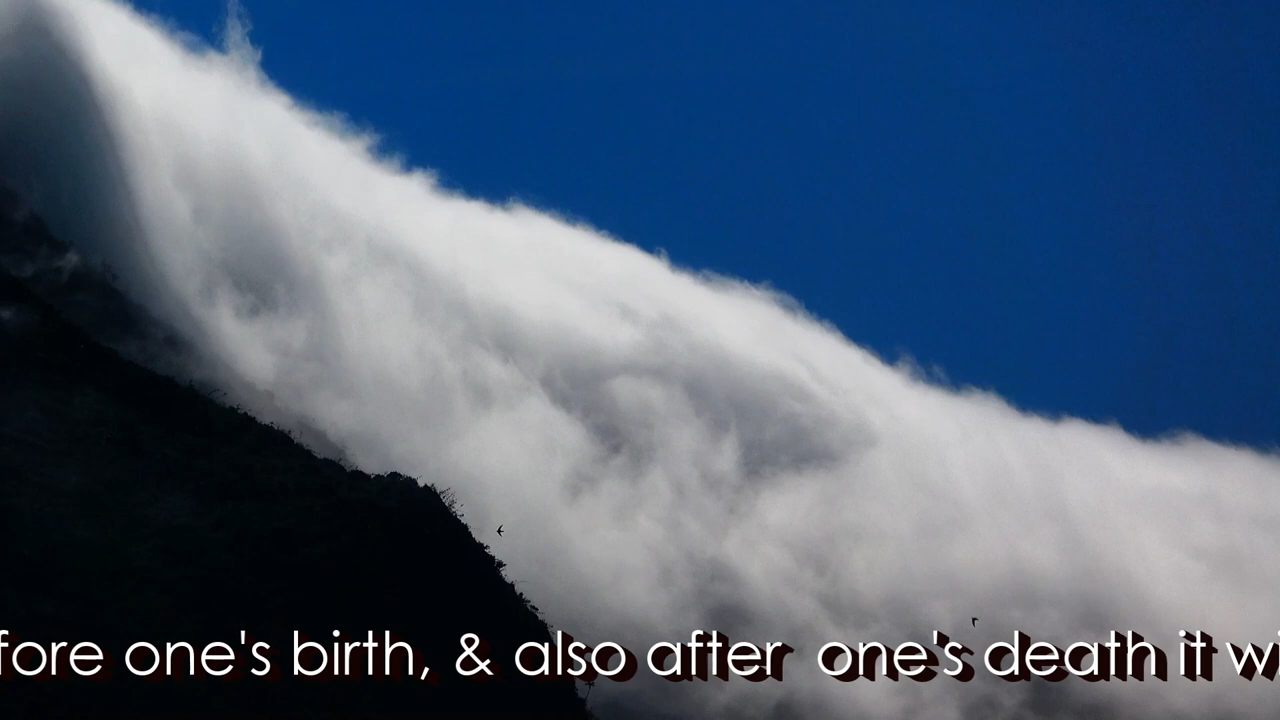 fore one's birth, & also after one's death it wi